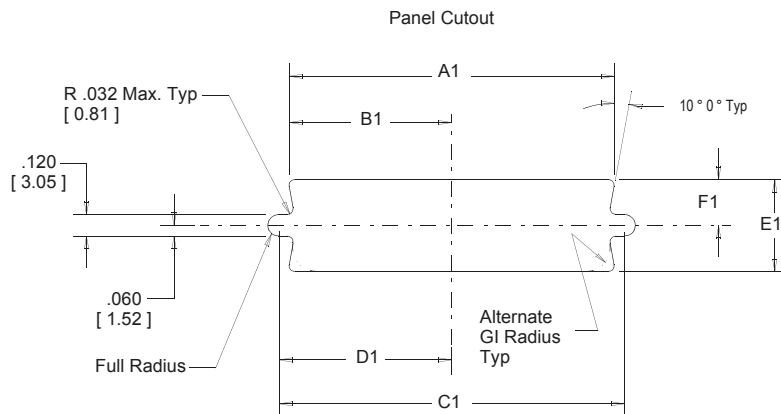 Panel Cutout
A1
R .032 Max. Typ
[ 0.81 ]
B1
10 ° 0 ° Typ
.120
[ 3.05 ]
F1
E1
.060
[ 1.52 ]
Alternate
GI Radius
Typ
Full Radius
D1
C1